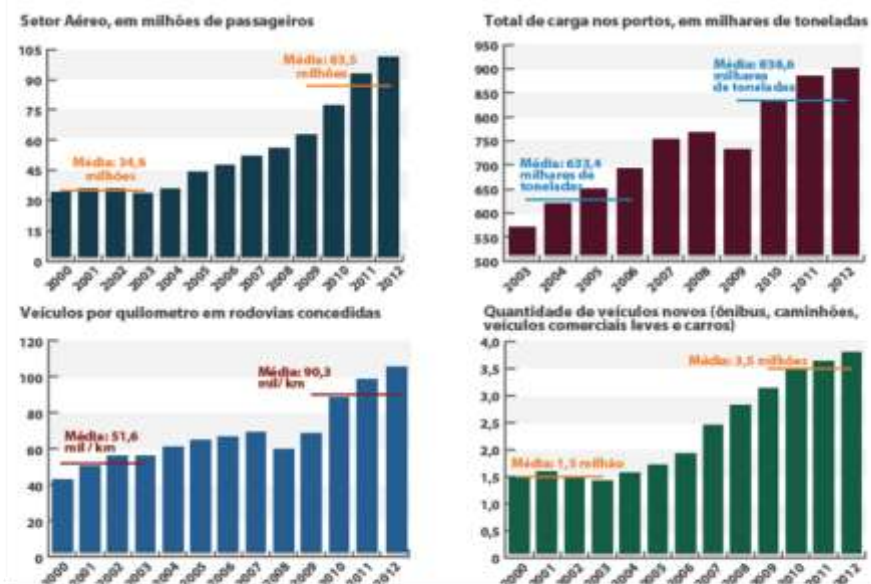 Setor Aéreo, em milhões de passageiros
105
90
75
60
45
30
15
0
Média: 34,6
milhões
Média: 83,5
milhões
2000 2001 2002 2003 2004 2005 2006 2007 2008 2009 2010 2011 2012
Total de carga nos portos, em milhares de toneladas
950
900
850
800
750
700
650
600
550
500
Média: 633,4
milhares de
toneladas
Média: 836,6
milhares
de toneladas
2003 2004 2005 2006 2007 2008 2009 2010 2011 2012
Veículos por quilometro em rodovias concedidas
120
100
80
60
40
20
0
Média: 51,6
mil / km
Média: 90,3
mil/ km
2000 2001 2002 2003 2004 2005 2006 2007 2008 2009 2010 2011 2012
Quantidade de veículos novos (ônibus, caminhões,
veículos comerciais leves e carros)
4,0
3,5
3,0
2,5
2,0
1,5
1,0
0,5
0
Média: 1,5 milhão
Média: 3,5 milhões
2000 2001 2002 2003 2004 2005 2006 2007 2008 2009 2010 2011 2012